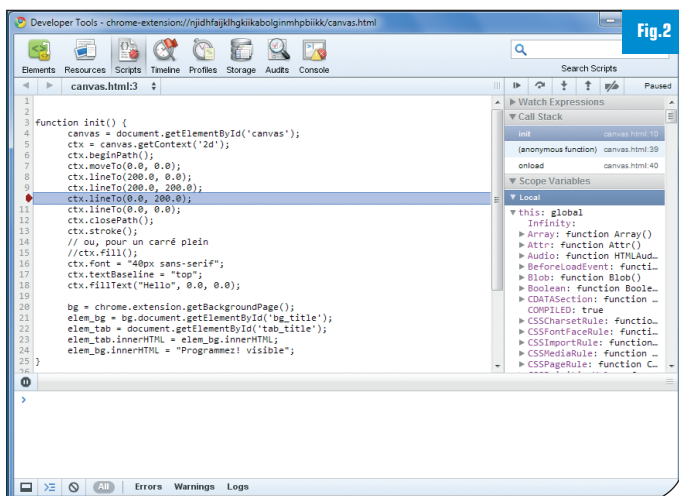 Developer Tools - chrome-extension://njidhfaijklhgkiikabolginmhpbiikk/canvas.html
Fig.2
Elements Resources Scripts Timeline Profiles Storage Audits Console
Search Scripts
canvas.html:3
Paused
1
2
3 function init() {
4 canvas = document.getElementById('canvas');
5 ctx = canvas.getContext('2d');
6 ctx.beginPath();
7 ctx.moveTo(0.0, 0.0);
8 ctx.lineTo(200.0, 0.0);
9 ctx.lineTo(200.0, 200.0);
ctx.lineTo(0.0, 200.0);
11 ctx.lineTo(0.0, 0.0);
12 ctx.closePath();
13 ctx.stroke();
14 // ou, pour un carré plein
15 //ctx.fill();
16 ctx.font = "40px sans-serif";
17 ctx.textBaseline = "top";
18 ctx.fillText("Hello", 0.0, 0.0);
19
20 bg = chrome.extension.getBackgroundPage();
21 elem_bg = bg.document.getElementById('bg_title');
22 elem_tab = document.getElementById('tab_title');
23 elem_tab.innerHTML = elem_bg.innerHTML;
24 elem_bg.innerHTML = "Programmez! visible";
25 }
26
Watch Expressions
Call Stack
init canvas.html:10
(anonymous function) canvas.html:39
onload canvas.html:40
Scope Variables
Local
this: global
Infinity:
Array: function Array()
Attr: function Attr()
Audio: function HTMLAud…
BeforeLoadEvent: functi…
Blob: function Blob()
Boolean: function Boole…
CDATASection: function …
COMPILED: true
CSSCharsetRule: functio…
CSSFontFaceRule: functi…
CSSImportRule: function…
CSSMediaRule: function …
CSSPageRule: function C…
>
All Errors Warnings Logs